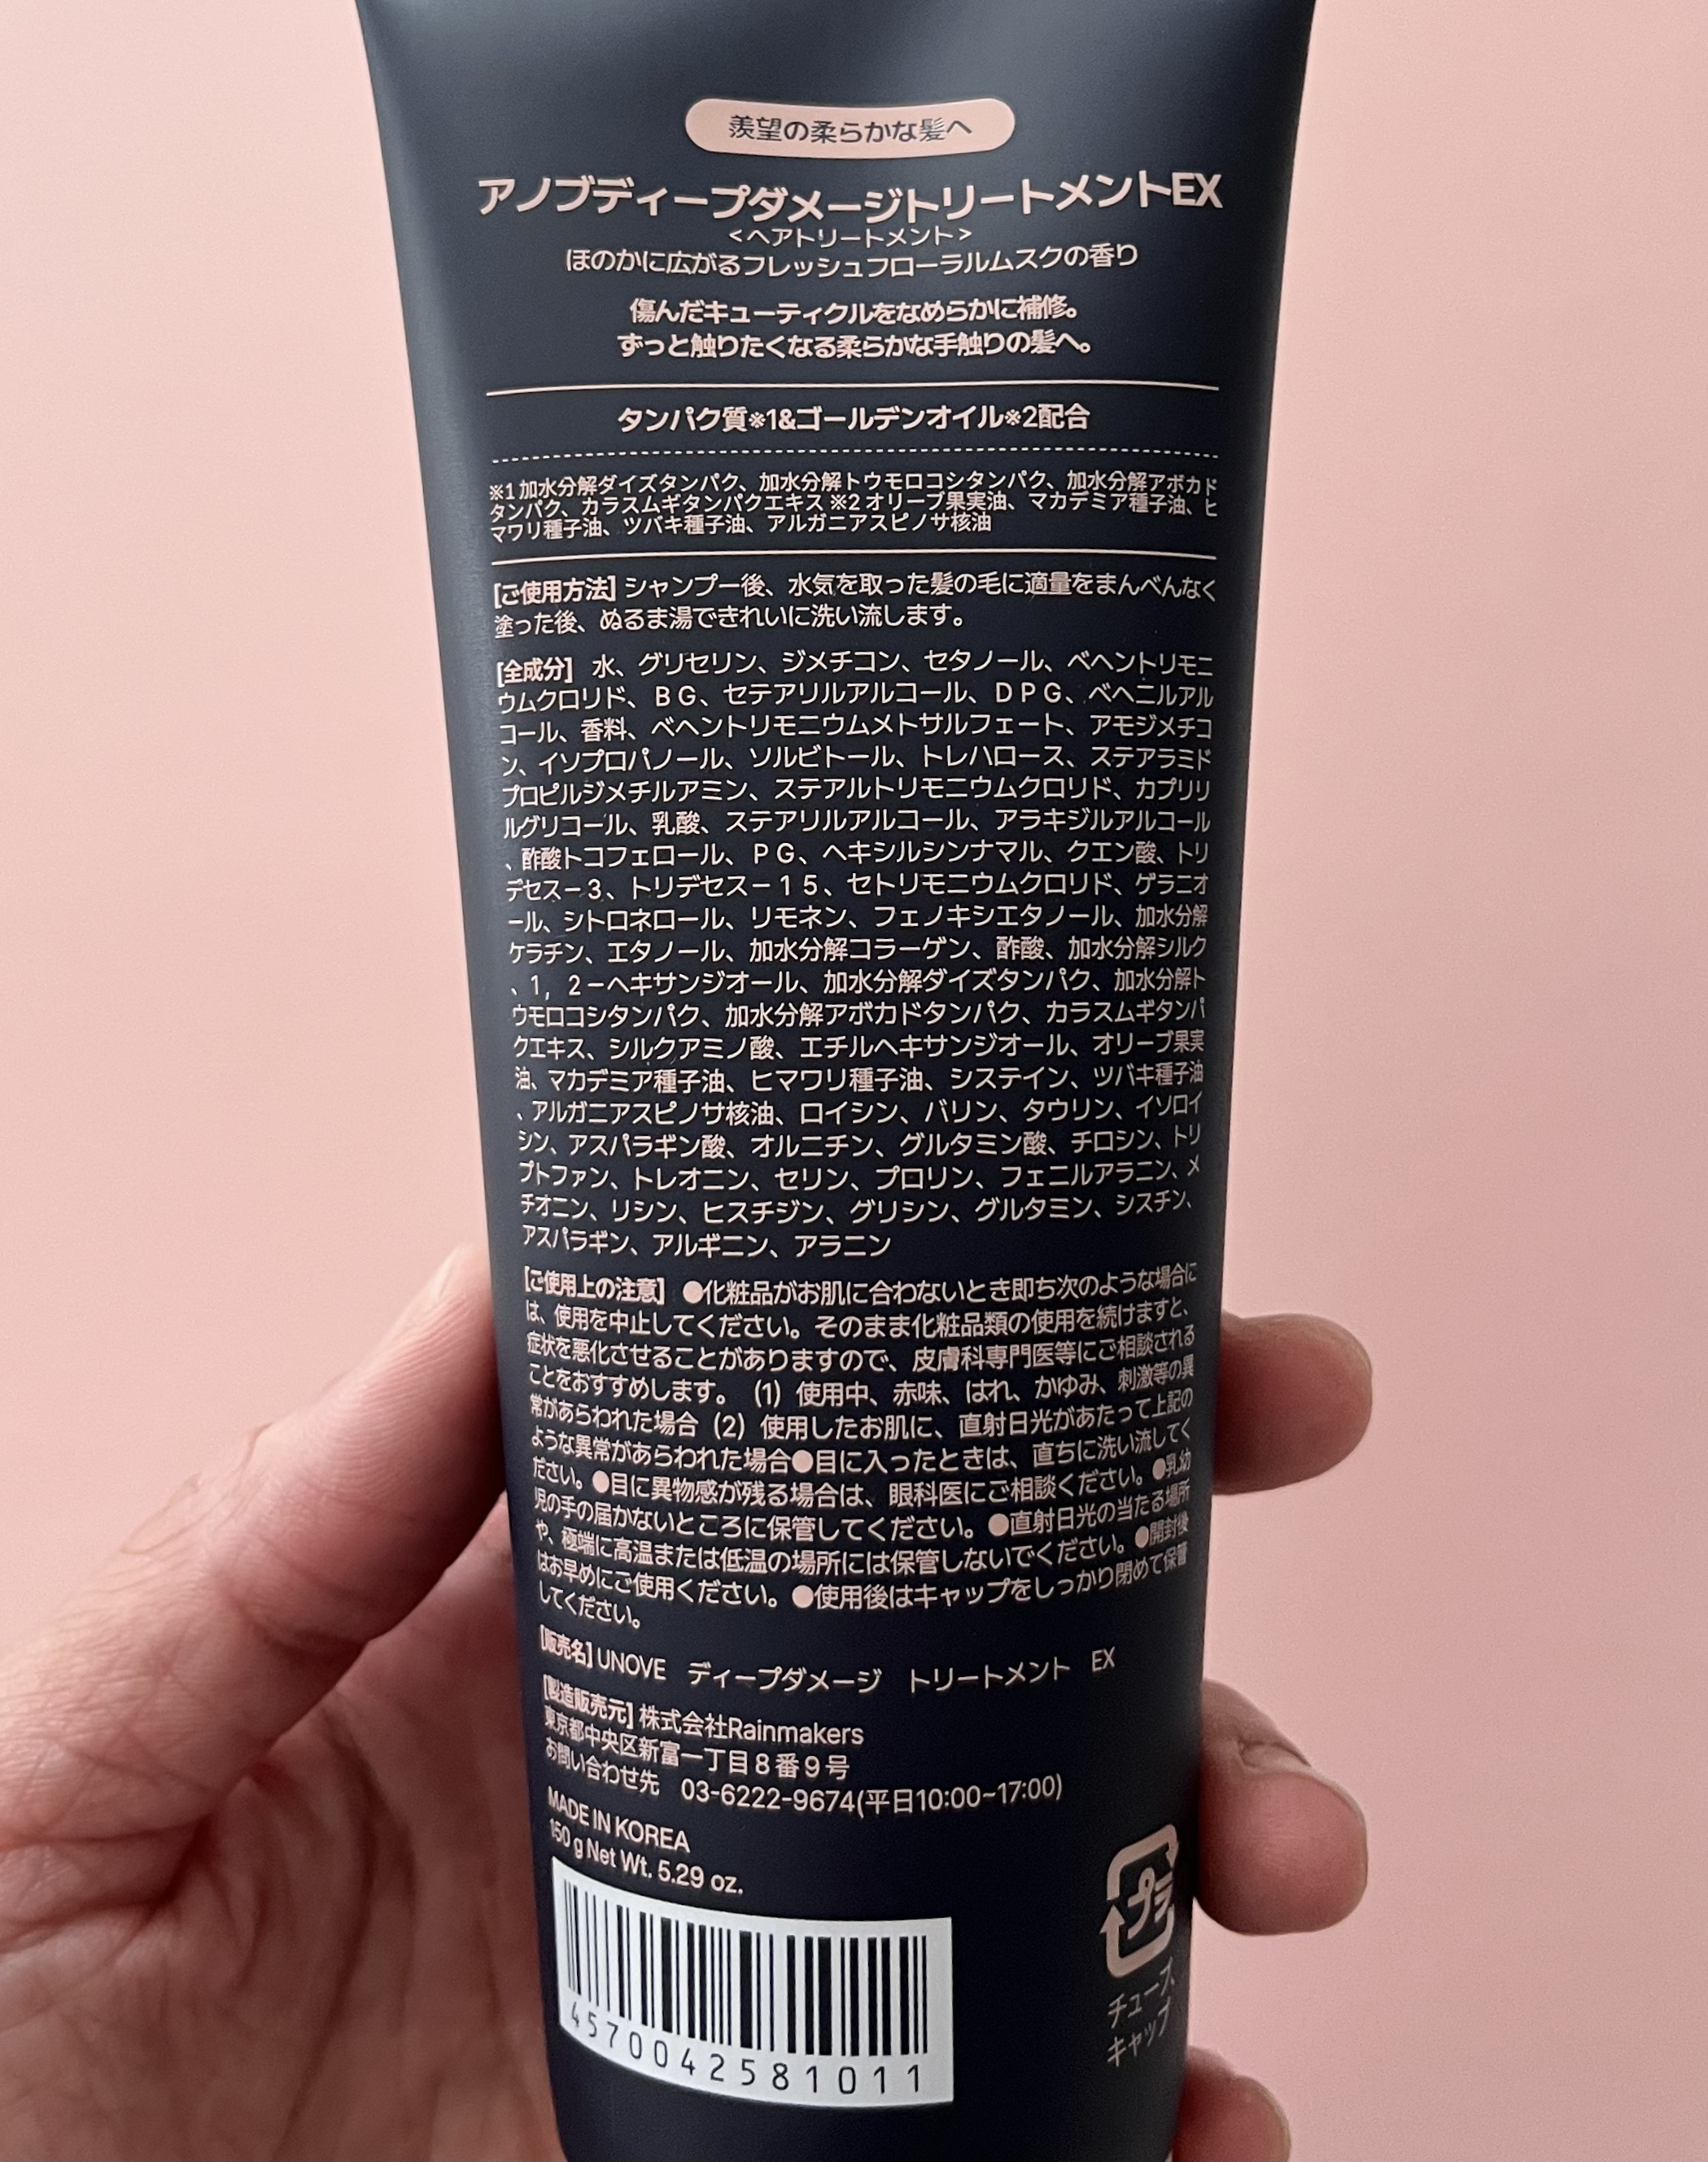 羨望の柔らかな髪へ
アノブディープダメージトリートメントEX
<ヘアトリートメント>
ほのかに広がるフレッシュフローラルムスクの香り
傷んだキューティクルをなめらかに補修。
ずっと触りたくなる柔らかな手触りの髪へ。
タンパク質※1&ゴールデンオイル※2配合
※1 加水分解ダイズタンパク、加水分解トウモロコシタンパク、加水分解アボカド
タンパク、カラスムギタンパクエキス ※2 オリーブ果実油、マカデミア種子油、ヒ
マワリ種子油、ツバキ種子油、アルガニアスピノサ核油
[ご使用方法] シャンプー後、水気を取った髪の毛に適量をまんべんなく
塗った後、ぬるま湯できれいに洗い流します。
[全成分] 水、グリセリン、ジメチコン、セタノール、ベヘントリモニ
ウムクロリド、BG、セテアリルアルコール、DPG、ベヘニルアル
コール、香料、ベヘントリモニウムメトサルフェート、アモジメチコ
ン、イソプロパノール、ソルビトール、トレハロース、ステアラミド
プロピルジメチルアミン、ステアルトリモニウムクロリド、カプリリ
ルグリコール、乳酸、ステアリルアルコール、アラキジルアルコール
、酢酸トコフェロール、PG、ヘキシルシンナマル、クエン酸、トリ
デセス－3、トリデセス－15、セトリモニウムクロリド、ゲラニオ
ール、シトロネロール、リモネン、フェノキシエタノール、加水分解
ケラチン、エタノール、加水分解コラーゲン、酢酸、加水分解シルク
、1，2－ヘキサンジオール、加水分解ダイズタンパク、加水分解ト
ウモロコシタンパク、加水分解アボカドタンパク、カラスムギタンパ
クエキス、シルクアミノ酸、エチルヘキサンジオール、オリーブ果実
油、マカデミア種子油、ヒマワリ種子油、システイン、ツバキ種子油
、アルガニアスピノサ核油、ロイシン、バリン、タウリン、イソロイ
シン、アスパラギン酸、オルニチン、グルタミン酸、チロシン、トリ
プトファン、トレオニン、セリン、プロリン、フェニルアラニン、メ
チオニン、リシン、ヒスチジン、グリシン、グルタミン、シスチン、
アスパラギン、アルギニン、アラニン
[ご使用上の注意] ●化粧品がお肌に合わないとき即ち次のような場合に
は、使用を中止してください。そのまま化粧品類の使用を続けますと、
症状を悪化させることがありますので、皮膚科専門医等にご相談される
ことをおすすめします。 (1) 使用中、赤味、はれ、かゆみ、刺激等の異
常があらわれた場合 (2) 使用したお肌に、直射日光があたって上記の
ような異常があらわれた場合●目に入ったときは、直ちに洗い流してく
ださい。●目に異物感が残る場合は、眼科医にご相談ください。●乳幼
児の手の届かないところに保管してください。●直射日光の当たる場所
や、極端に高温または低温の場所には保管しないでください。●開封後
はお早めにご使用ください。●使用後はキャップをしっかり閉めて保管
してください。
[販売名] UNOVE ディープダメージ トリートメント EX
[製造販売元] 株式会社Rainmakers
東京都中央区新富一丁目8番9号
お問い合わせ先 03-6222-9674(平日10:00~17:00)
MADE IN KOREA
150 g Net Wt. 5.29 oz.
4570042581011
プラ
チューブ
キャップ